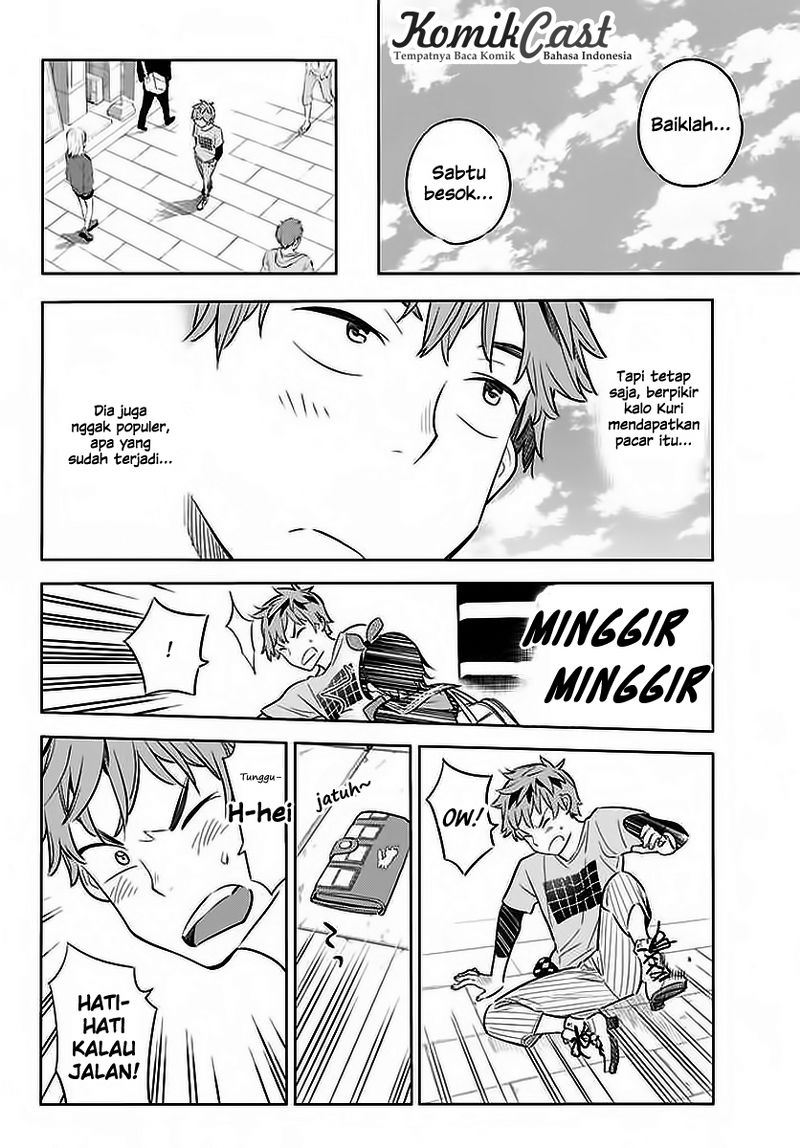 KomikCast
Tempatnya Baca Komik Bahasa Indonesia
Baiklah...
Sabtu
besok...
Tapi tetap
saja, berpikir
kalo Kuri
mendapatkan
pacar itu...
Dia juga
nggak populer,
apa yang
sudah terjadi...
MINGGIR
MINGGIR
!
OW!
jatuh~
Tunggu-
H-hei
HATI-
HATI
KALAU
JALAN!